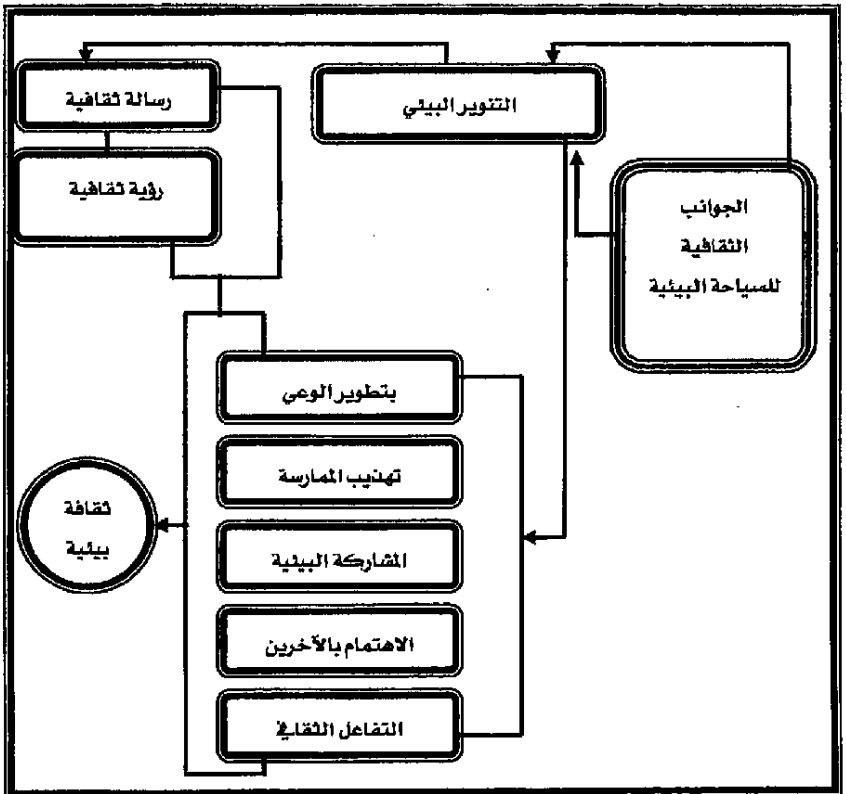 التنوير البيئي
رسالة ثقافية
رؤية ثقافية
الجوانب
الثقافية
للسياحة البيئية
بتطوير الوعي
تهذيب الممارسة
المشاركة البيئية
الاهتمام بالآخرين
التفاعل الثقافي
ثقافة
بيئية